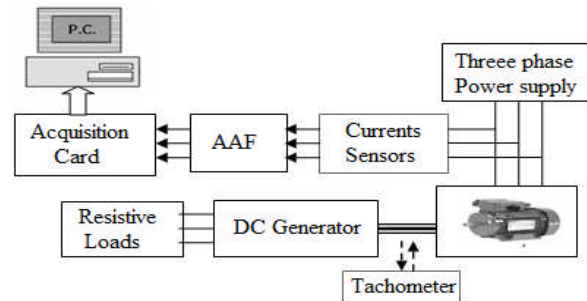 P.C.
Threee phase
Power supply
Acquisition
Card
AAF
Currents
Sensors
Resistive
Loads
DC Generator
Tachometer